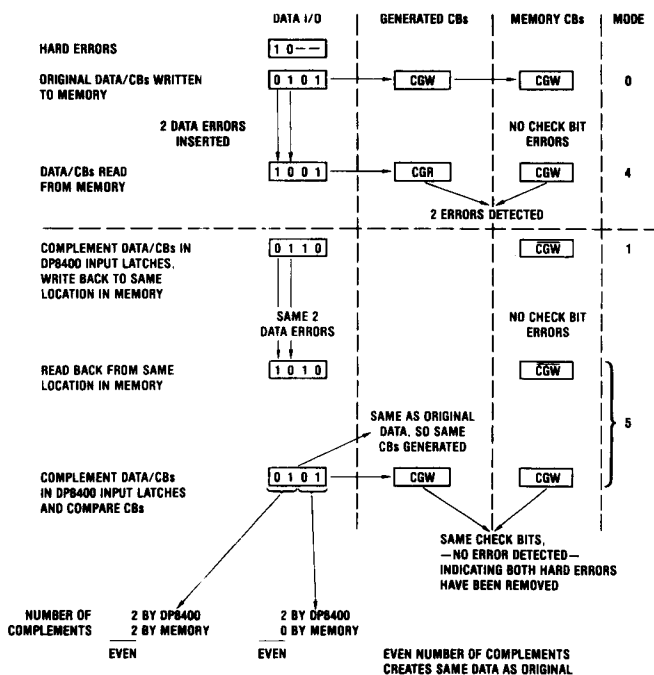 DATA I/O GENERATED CBs MEMORY CBs MODE
HARD ERRORS 1 0 – –
ORIGINAL DATA/CBs WRITTEN
TO MEMORY
0 1 0 1 CGW CGW 0
2 DATA ERRORS
INSERTED
NO CHECK BIT
ERRORS
DATA/CBs READ
FROM MEMORY
1 0 0 1 CGR CGW 4
2 ERRORS DETECTED
COMPLEMENT DATA/CBs IN
DP8400 INPUT LATCHES,
WRITE BACK TO SAME
LOCATION IN MEMORY
0 1 1 0 C̅G̅W̅ 1
SAME 2
DATA ERRORS
NO CHECK BIT
ERRORS
READ BACK FROM SAME
LOCATION IN MEMORY
1 0 1 0 C̅G̅W̅
5
SAME AS ORIGINAL
DATA, SO SAME
CBs GENERATED
COMPLEMENT DATA/CBs
IN DP8400 INPUT LATCHES
AND COMPARE CBs
0 1 0 1 CGW CGW
SAME CHECK BITS,
—NO ERROR DETECTED—
INDICATING BOTH HARD ERRORS
HAVE BEEN REMOVED
NUMBER OF
COMPLEMENTS
2 BY DP8400
2 BY MEMORY
EVEN
2 BY DP8400
0 BY MEMORY
EVEN
EVEN NUMBER OF COMPLEMENTS
CREATES SAME DATA AS ORIGINAL